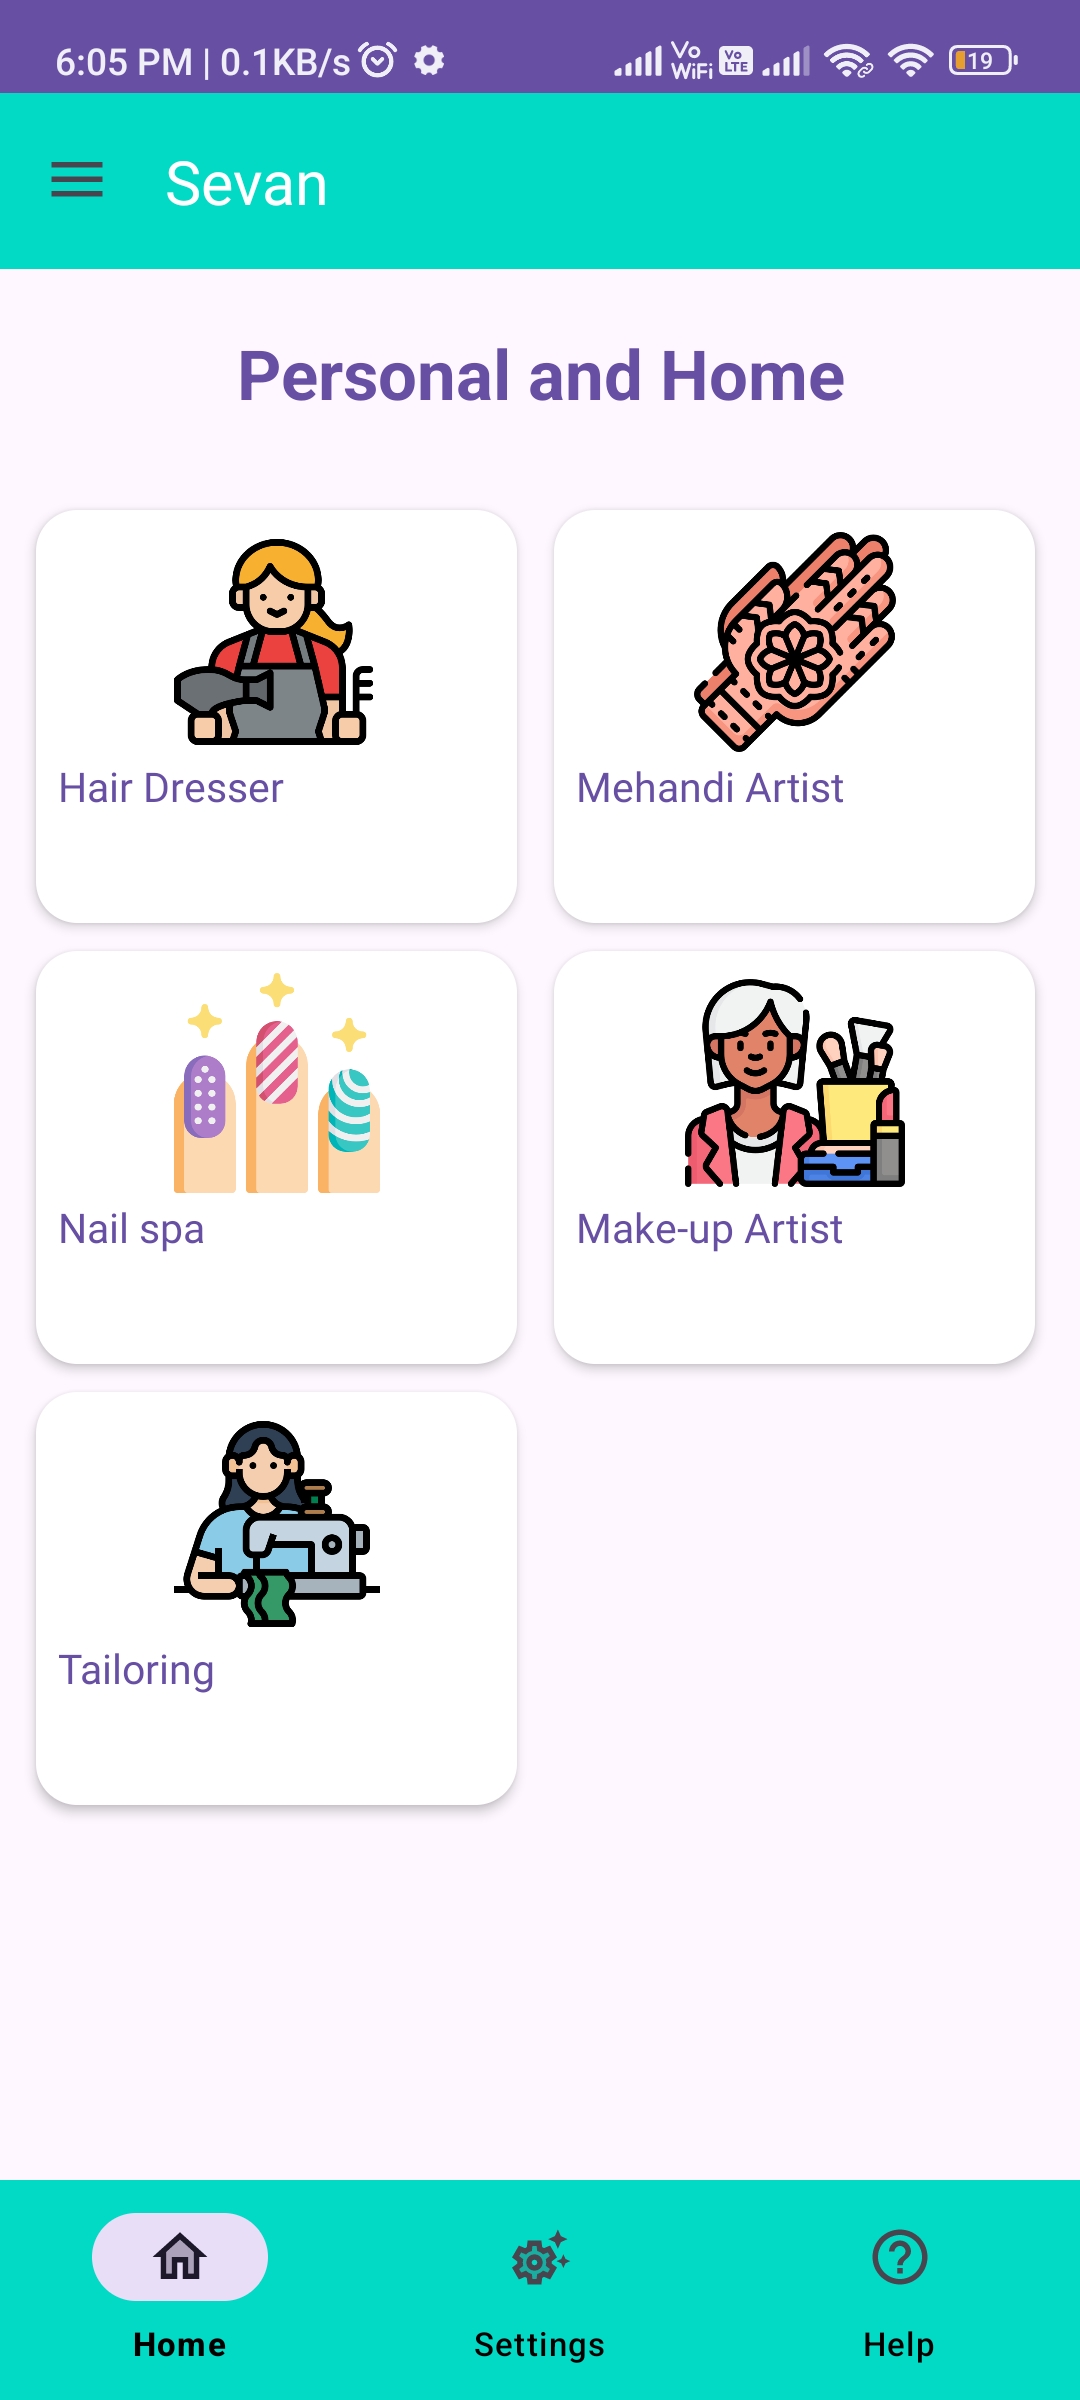 6:05 PM | 0.1KB/s Vo WiFi Vo LTE 19
Sevan
Personal and Home
Hair Dresser
Mehandi Artist
Nail spa
Make-up Artist
Tailoring
Home
Settings
Help